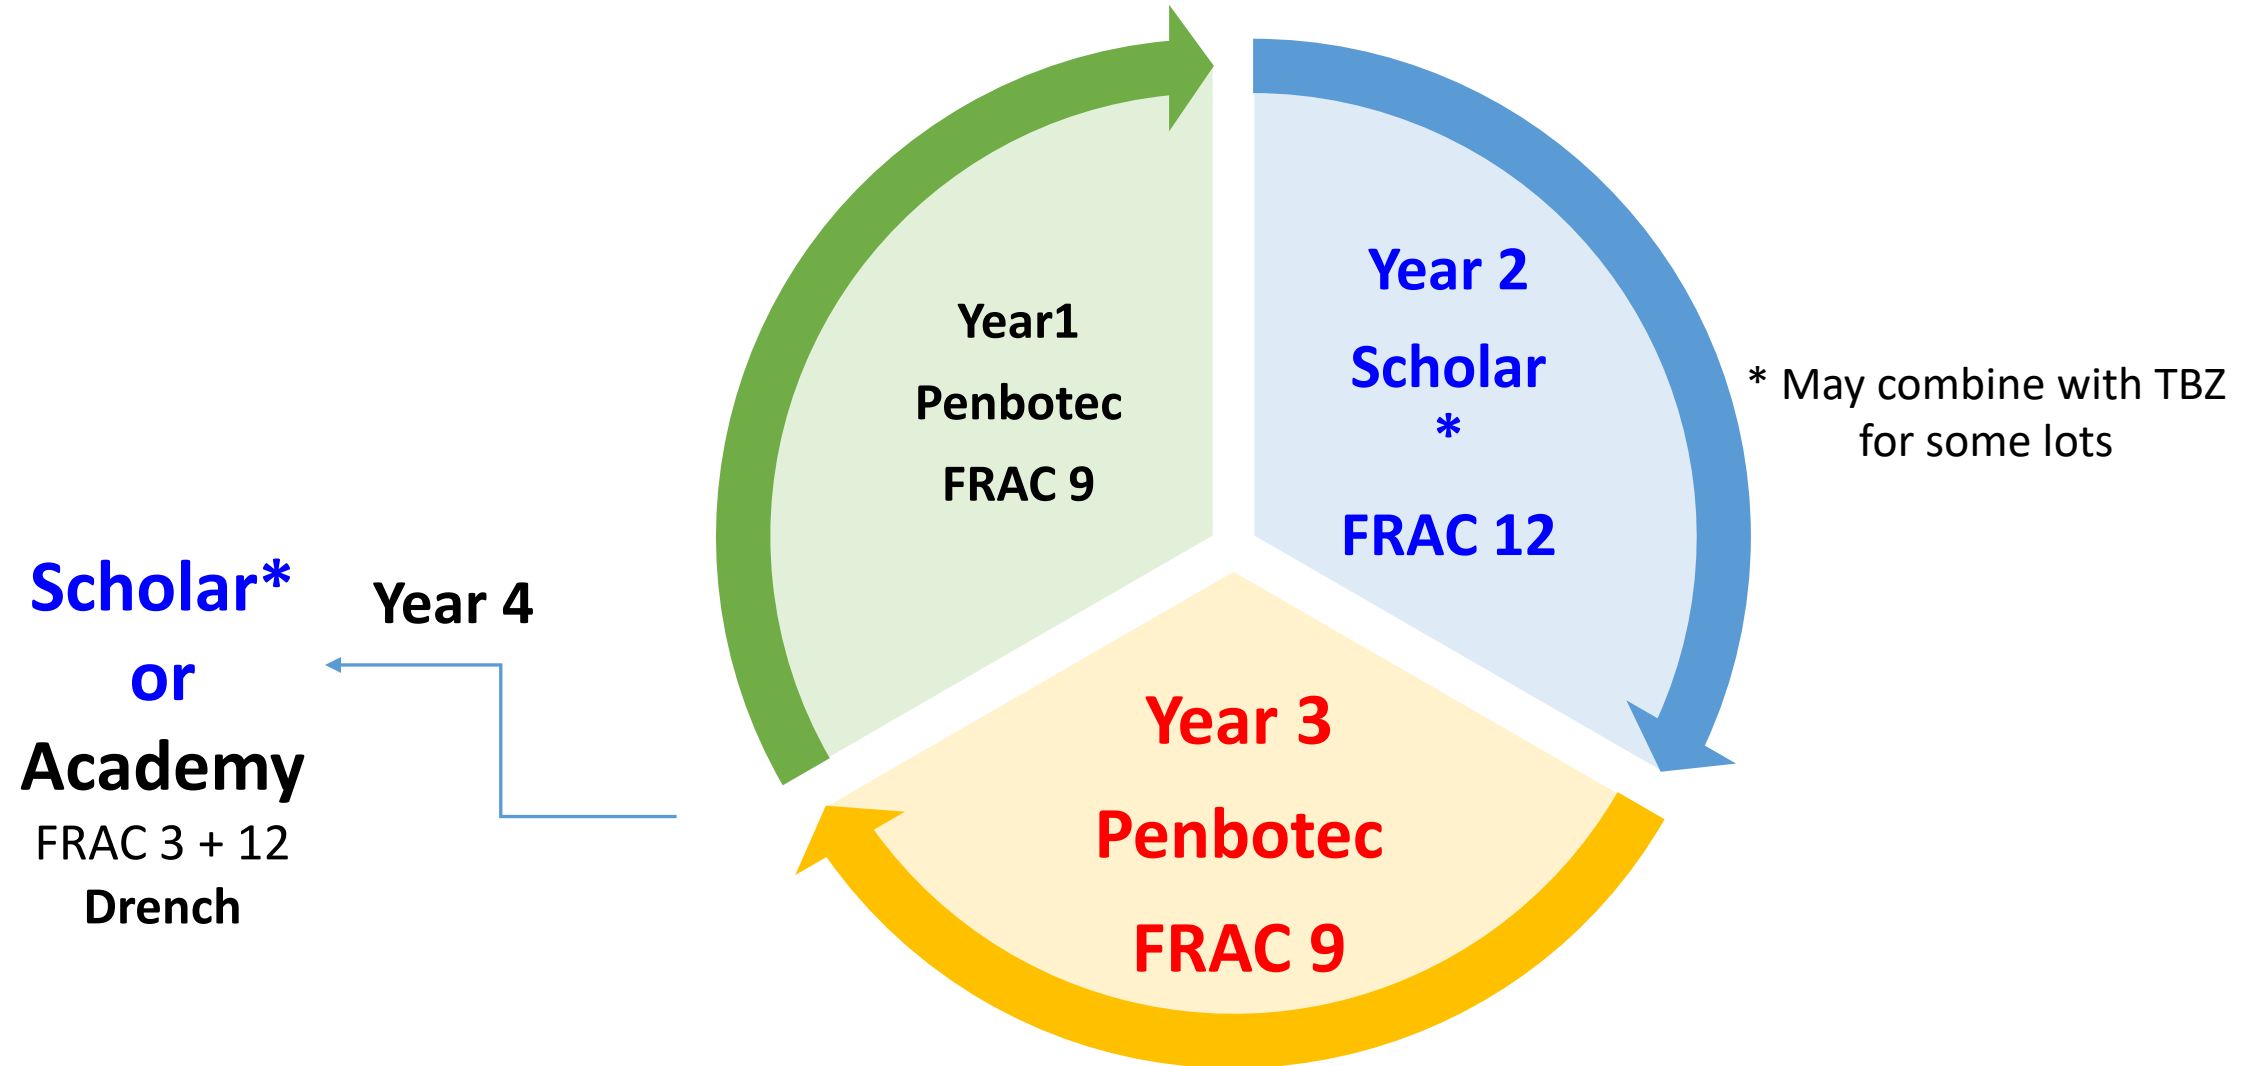 Year1
Penbotec
FRAC 9
Year 2
Scholar
*
FRAC 12
* May combine with TBZ
for some lots
Year 3
Penbotec
FRAC 9
Year 4
Scholar*
or
Academy
FRAC 3 + 12
Drench